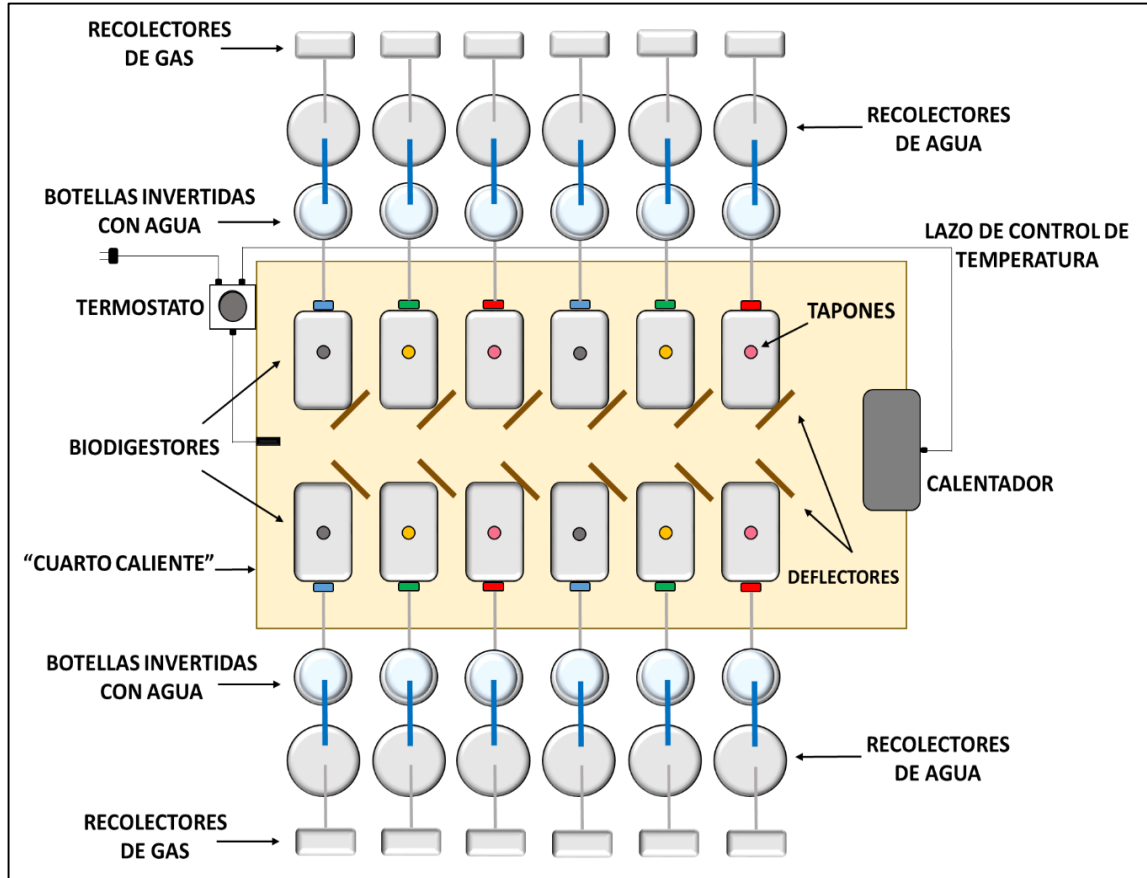 RECOLECTORES
DE GAS
RECOLECTORES
DE AGUA
BOTELLAS INVERTIDAS
CON AGUA
LAZO DE CONTROL DE
TEMPERATURA
TERMOSTATO
TAPONES
BIODIGESTORES
CALENTADOR
“CUARTO CALIENTE”
DEFLECTORES
BOTELLAS INVERTIDAS
CON AGUA
RECOLECTORES
DE AGUA
RECOLECTORES
DE GAS